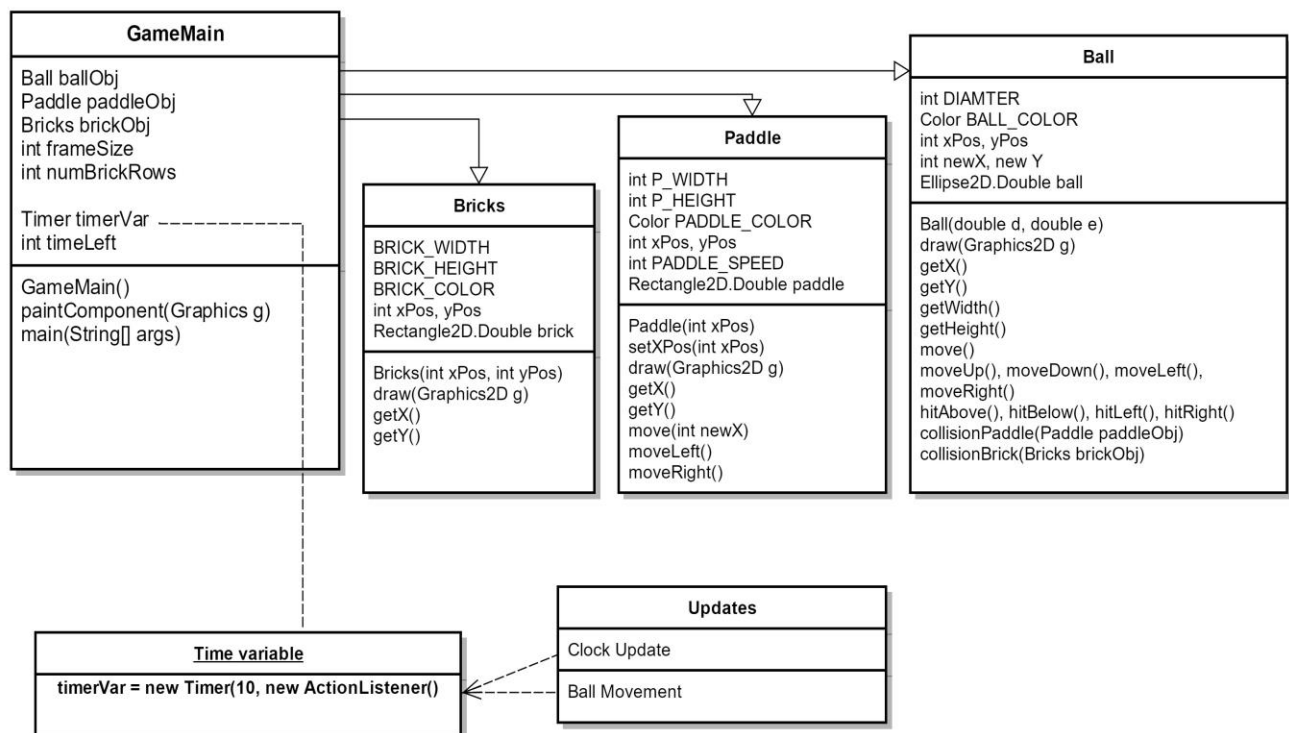 GameMain
Ball ballObj
Paddle paddleObj
Bricks brickObj
int frameSize
int numBrickRows
Timer timerVar
int timeLeft
GameMain()
paintComponent(Graphics g)
main(String[] args)
Bricks
BRICK_WIDTH
BRICK_HEIGHT
BRICK_COLOR
int xPos, yPos
Rectangle2D.Double brick
Bricks(int xPos, int yPos)
draw(Graphics2D g)
getX()
getY()
Paddle
int P_WIDTH
int P_HEIGHT
Color PADDLE_COLOR
int xPos, yPos
int PADDLE_SPEED
Rectangle2D.Double paddle
Paddle(int xPos)
setXPos(int xPos)
draw(Graphics2D g)
getX()
getY()
move(int newX)
moveLeft()
moveRight()
Ball
int DIAMTER
Color BALL_COLOR
int xPos, yPos
int newX, new Y
Ellipse2D.Double ball
Ball(double d, double e)
draw(Graphics2D g)
getX()
getY()
getWidth()
getHeight()
move()
moveUp(), moveDown(), moveLeft(),
moveRight()
hitAbove(), hitBelow(), hitLeft(), hitRight()
collisionPaddle(Paddle paddleObj)
collisionBrick(Bricks brickObj)
Time variable
timerVar = new Timer(10, new ActionListener()
Updates
Clock Update
Ball Movement